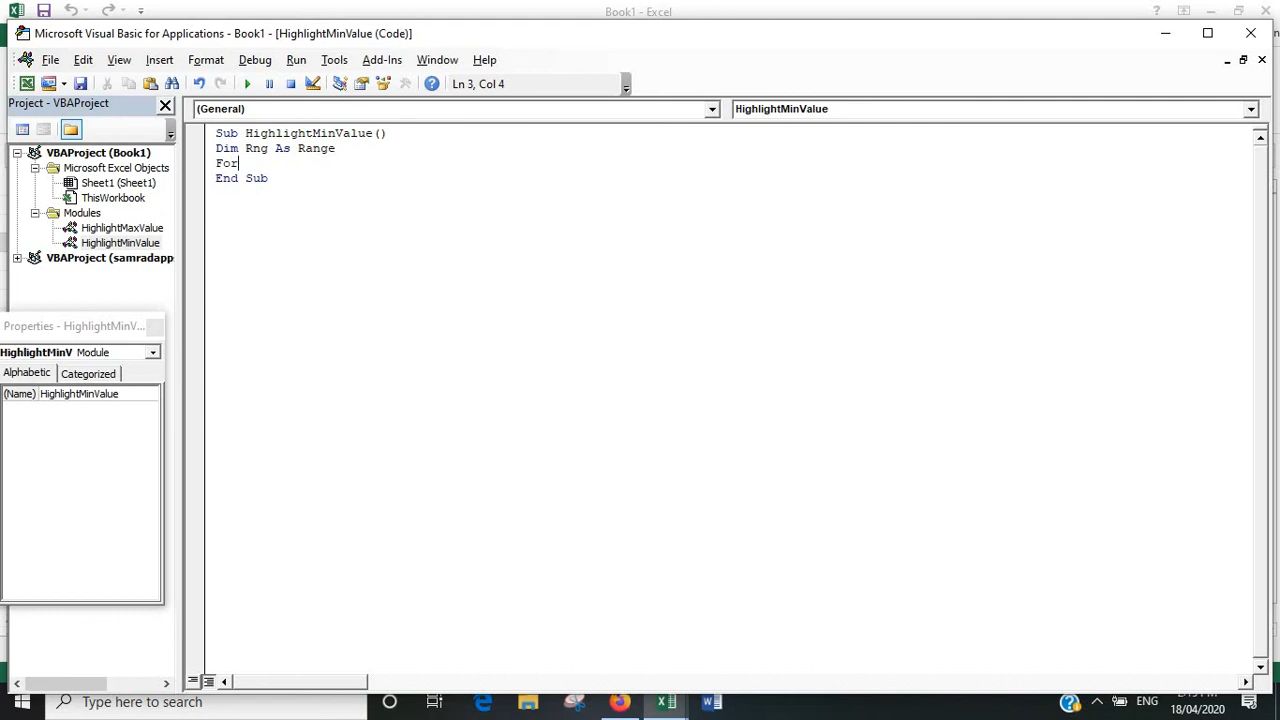 Book1 - Excel
Microsoft Visual Basic for Applications - Book1 - [HighlightMinValue (Code)]
File Edit View Insert Format Debug Run Tools Add-Ins Window Help
Ln 3, Col 4
Project - VBAProject
(General) HighlightMinValue
VBAProject (Book1)
Microsoft Excel Objects
Sheet1 (Sheet1)
ThisWorkbook
Modules
HighlightMaxValue
HighlightMinValue
VBAProject (samradapp
Sub HighlightMinValue()
Dim Rng As Range
For
End Sub
Properties - HighlightMinV...
HighlightMinV Module
Alphabetic Categorized
(Name) HighlightMinValue
Type here to search
ENG
18/04/2020